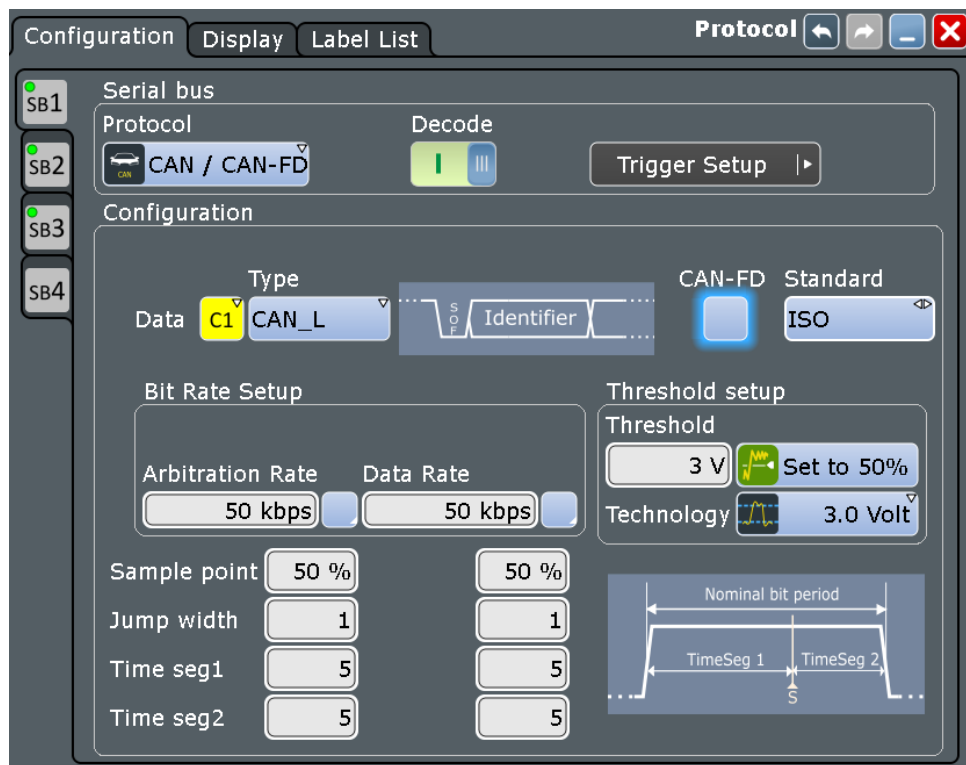 Configuration Display Label List Protocol
SB1
SB2
SB3
SB4
Serial bus
Protocol Decode
CAN CAN / CAN-FD I III Trigger Setup
Configuration
Type CAN-FD Standard
Data C1 CAN_L SOF Identifier ISO
Bit Rate Setup Threshold setup
Threshold
3 V Set to 50%
Arbitration Rate Data Rate
50 kbps 50 kbps Technology 3.0 Volt
Sample point 50 % 50 %
Jump width 1 1
Time seg1 5 5
Time seg2 5 5
Nominal bit period
TimeSeg 1 TimeSeg 2
S